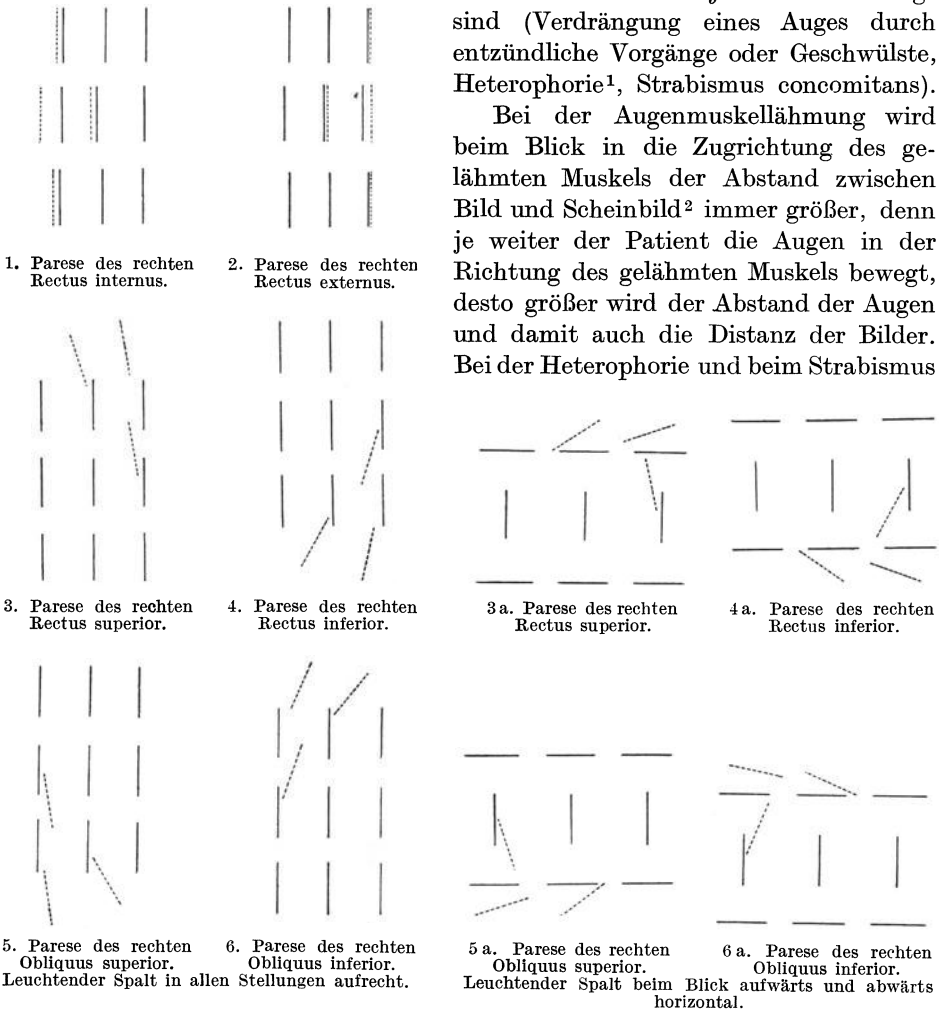 sind (Verdrängung eines Auges durch
entzündliche Vorgänge oder Geschwülste,
Heterophorie¹, Strabismus concomitans).
Bei der Augenmuskellähmung wird
beim Blick in die Zugrichtung des ge-
lähmten Muskels der Abstand zwischen
Bild und Scheinbild² immer größer, denn
je weiter der Patient die Augen in der
Richtung des gelähmten Muskels bewegt,
desto größer wird der Abstand der Augen
und damit auch die Distanz der Bilder.
Bei der Heterophorie und beim Strabismus
1. Parese des rechten
Rectus internus.
2. Parese des rechten
Rectus externus.
3. Parese des rechten
Rectus superior.
4. Parese des rechten
Rectus inferior.
3a. Parese des rechten
Rectus superior.
4a. Parese des rechten
Rectus inferior.
5. Parese des rechten
Obliquus superior.
6. Parese des rechten
Obliquus inferior.
Leuchtender Spalt in allen Stellungen aufrecht.
5a. Parese des rechten
Obliquus superior.
6a. Parese des rechten
Obliquus inferior.
Leuchtender Spalt beim Blick aufwärts und abwärts
horizontal.